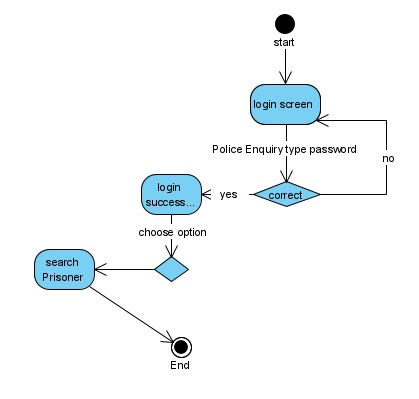 start
login screen
Police Enquiry type password
no
correct
yes
login
success...
choose option
search
Prisoner
End